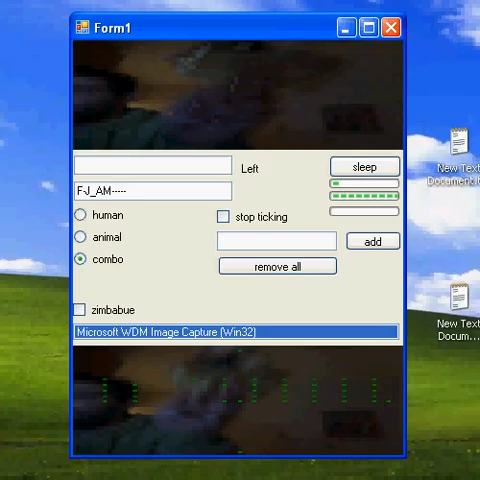 Form1
Left
sleep
F-J_AM-----
human
stop ticking
animal
add
combo
remove all
zimbabue
Microsoft WDM Image Capture (Win32)
New Text
New Text
Docum...